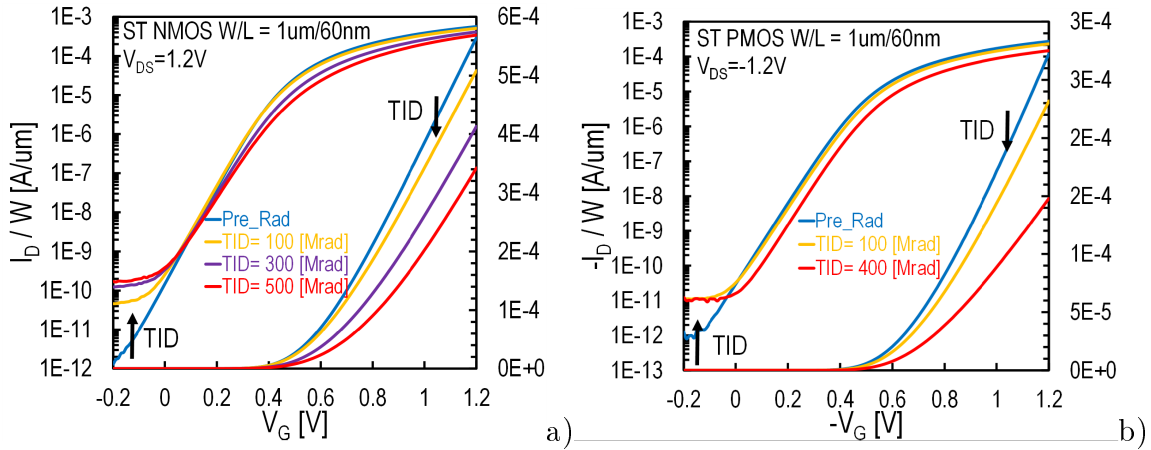 ST NMOS W/L = 1um/60nm
V_DS=1.2V
I_D / W [A/um]
1E-3
1E-4
1E-5
1E-6
1E-7
1E-8
1E-9
1E-10
1E-11
1E-12
6E-4
5E-4
4E-4
3E-4
2E-4
1E-4
0E+0
TID
Pre_Rad
TID= 100 [Mrad]
TID= 300 [Mrad]
TID= 500 [Mrad]
TID
-0.2 0 0.2 0.4 0.6 0.8 1 1.2
V_G [V]
a)
ST PMOS W/L = 1um/60nm
V_DS=-1.2V
-I_D / W [A/um]
1E-3
1E-4
1E-5
1E-6
1E-7
1E-8
1E-9
1E-10
1E-11
1E-12
1E-13
3E-4
3E-4
2E-4
2E-4
1E-4
5E-5
0E+0
TID
Pre_Rad
TID= 100 [Mrad]
TID= 400 [Mrad]
TID
-0.2 0 0.2 0.4 0.6 0.8 1 1.2
-V_G [V]
b)